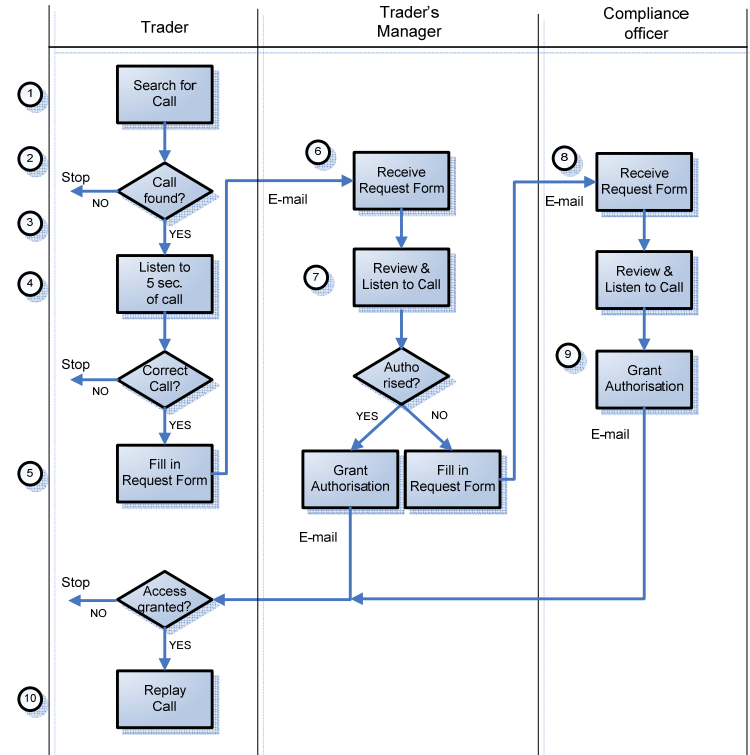 Trader
Trader's
Manager
Compliance
officer
1
Search for
Call
2
Stop
NO
Call
found?
YES
3
4
Listen to
5 sec.
of call
Stop
NO
Correct
Call?
YES
5
Fill in
Request Form
E-mail
6
Receive
Request Form
7
Review &
Listen to Call
Autho
rised?
YES
NO
Grant
Authorisation
Fill in
Request Form
E-mail
E-mail
8
Receive
Request Form
Review &
Listen to Call
9
Grant
Authorisation
E-mail
Stop
NO
Access
granted?
YES
10
Replay
Call